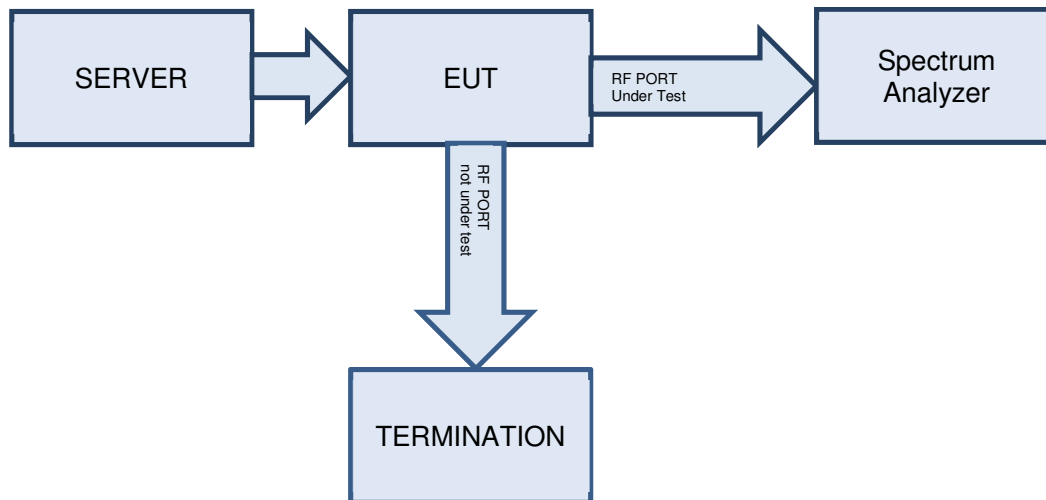 SERVER
EUT
RF PORT
Under Test
Spectrum
Analyzer
RF PORT
not under test
TERMINATION